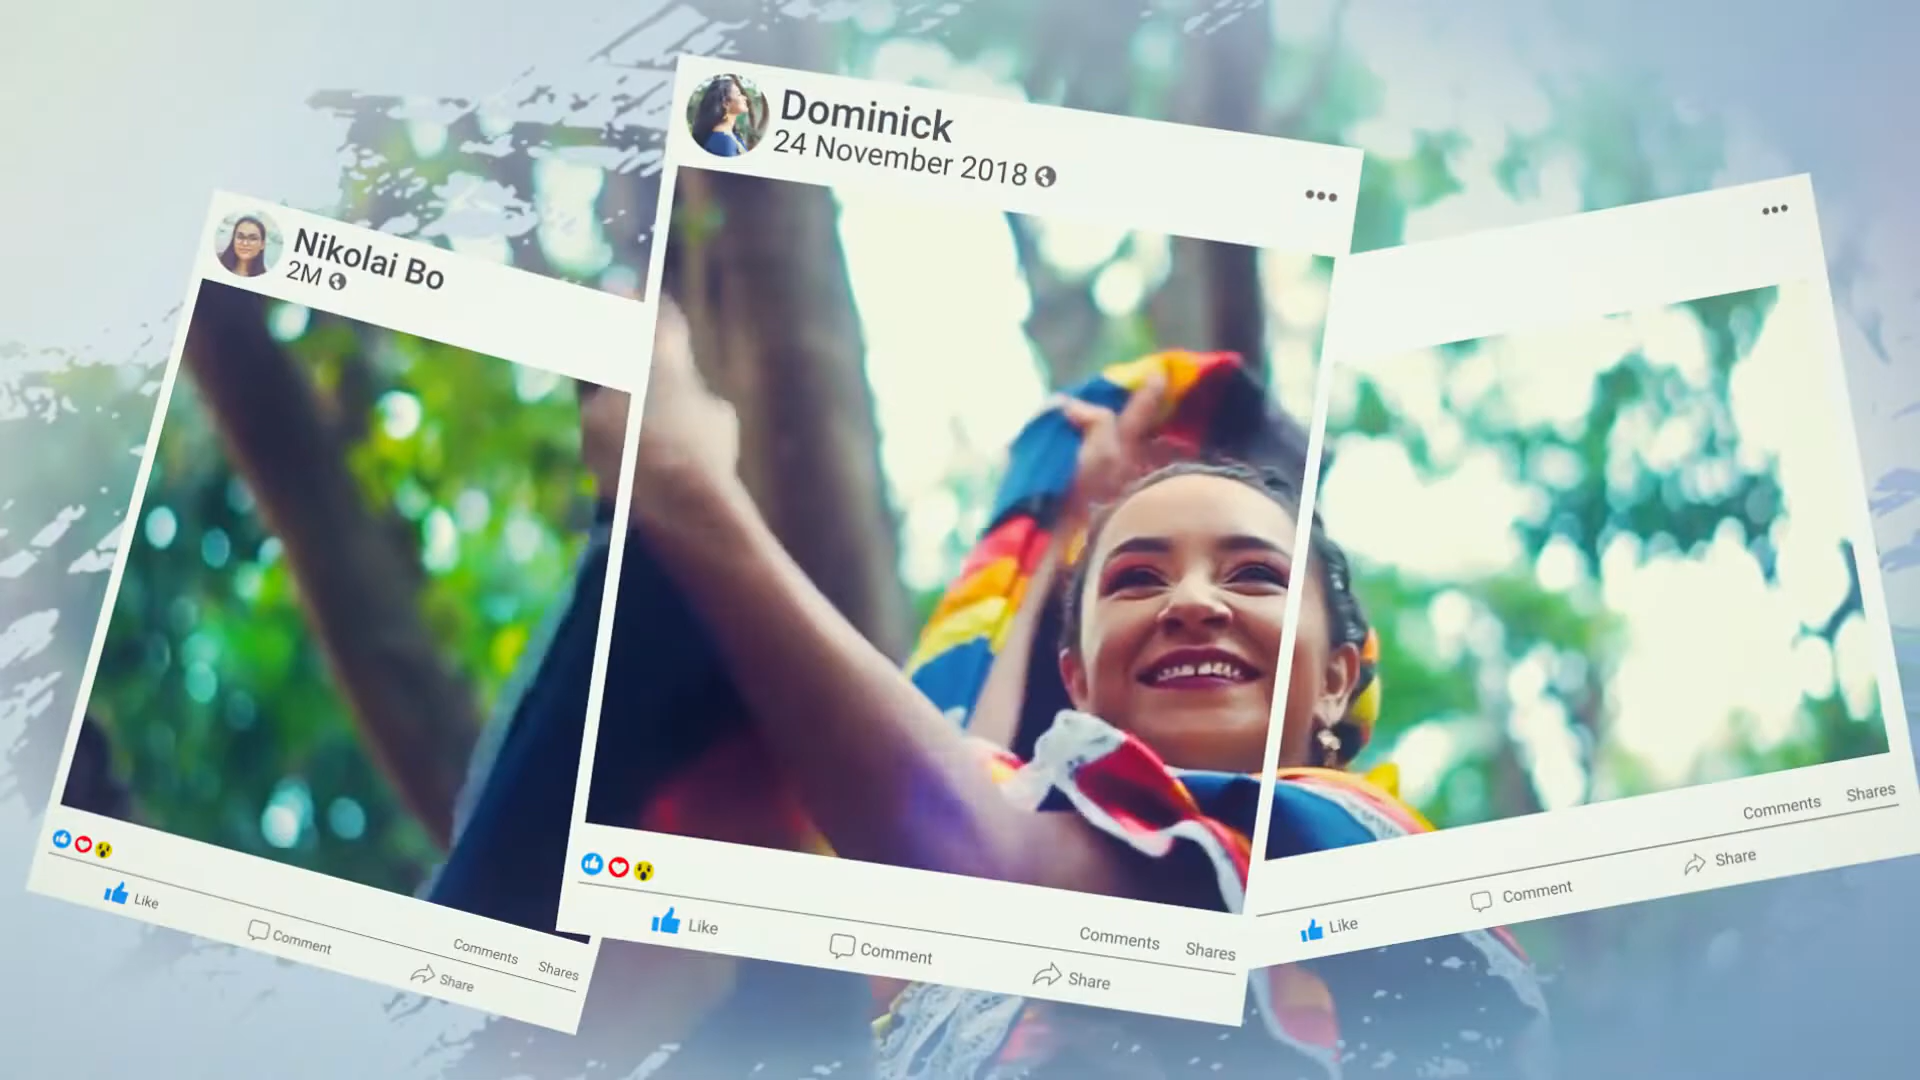 Nikolai Bo
2M
Like
Comment
Comments
Shares
Share
Dominick
24 November 2018
Like
Comment
Comments
Shares
Share
Comments
Shares
Like
Comment
Share